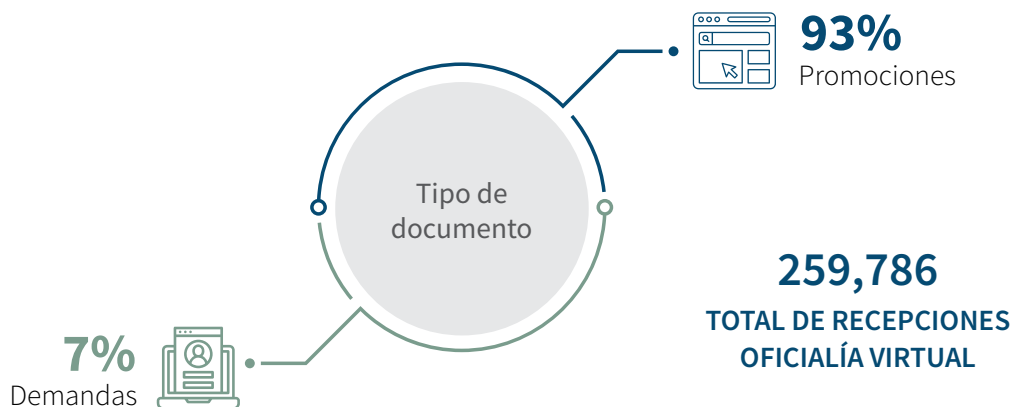 93%
Promociones
Tipo de
documento
259,786
TOTAL DE RECEPCIONES
OFICIALÍA VIRTUAL
7%
Demandas